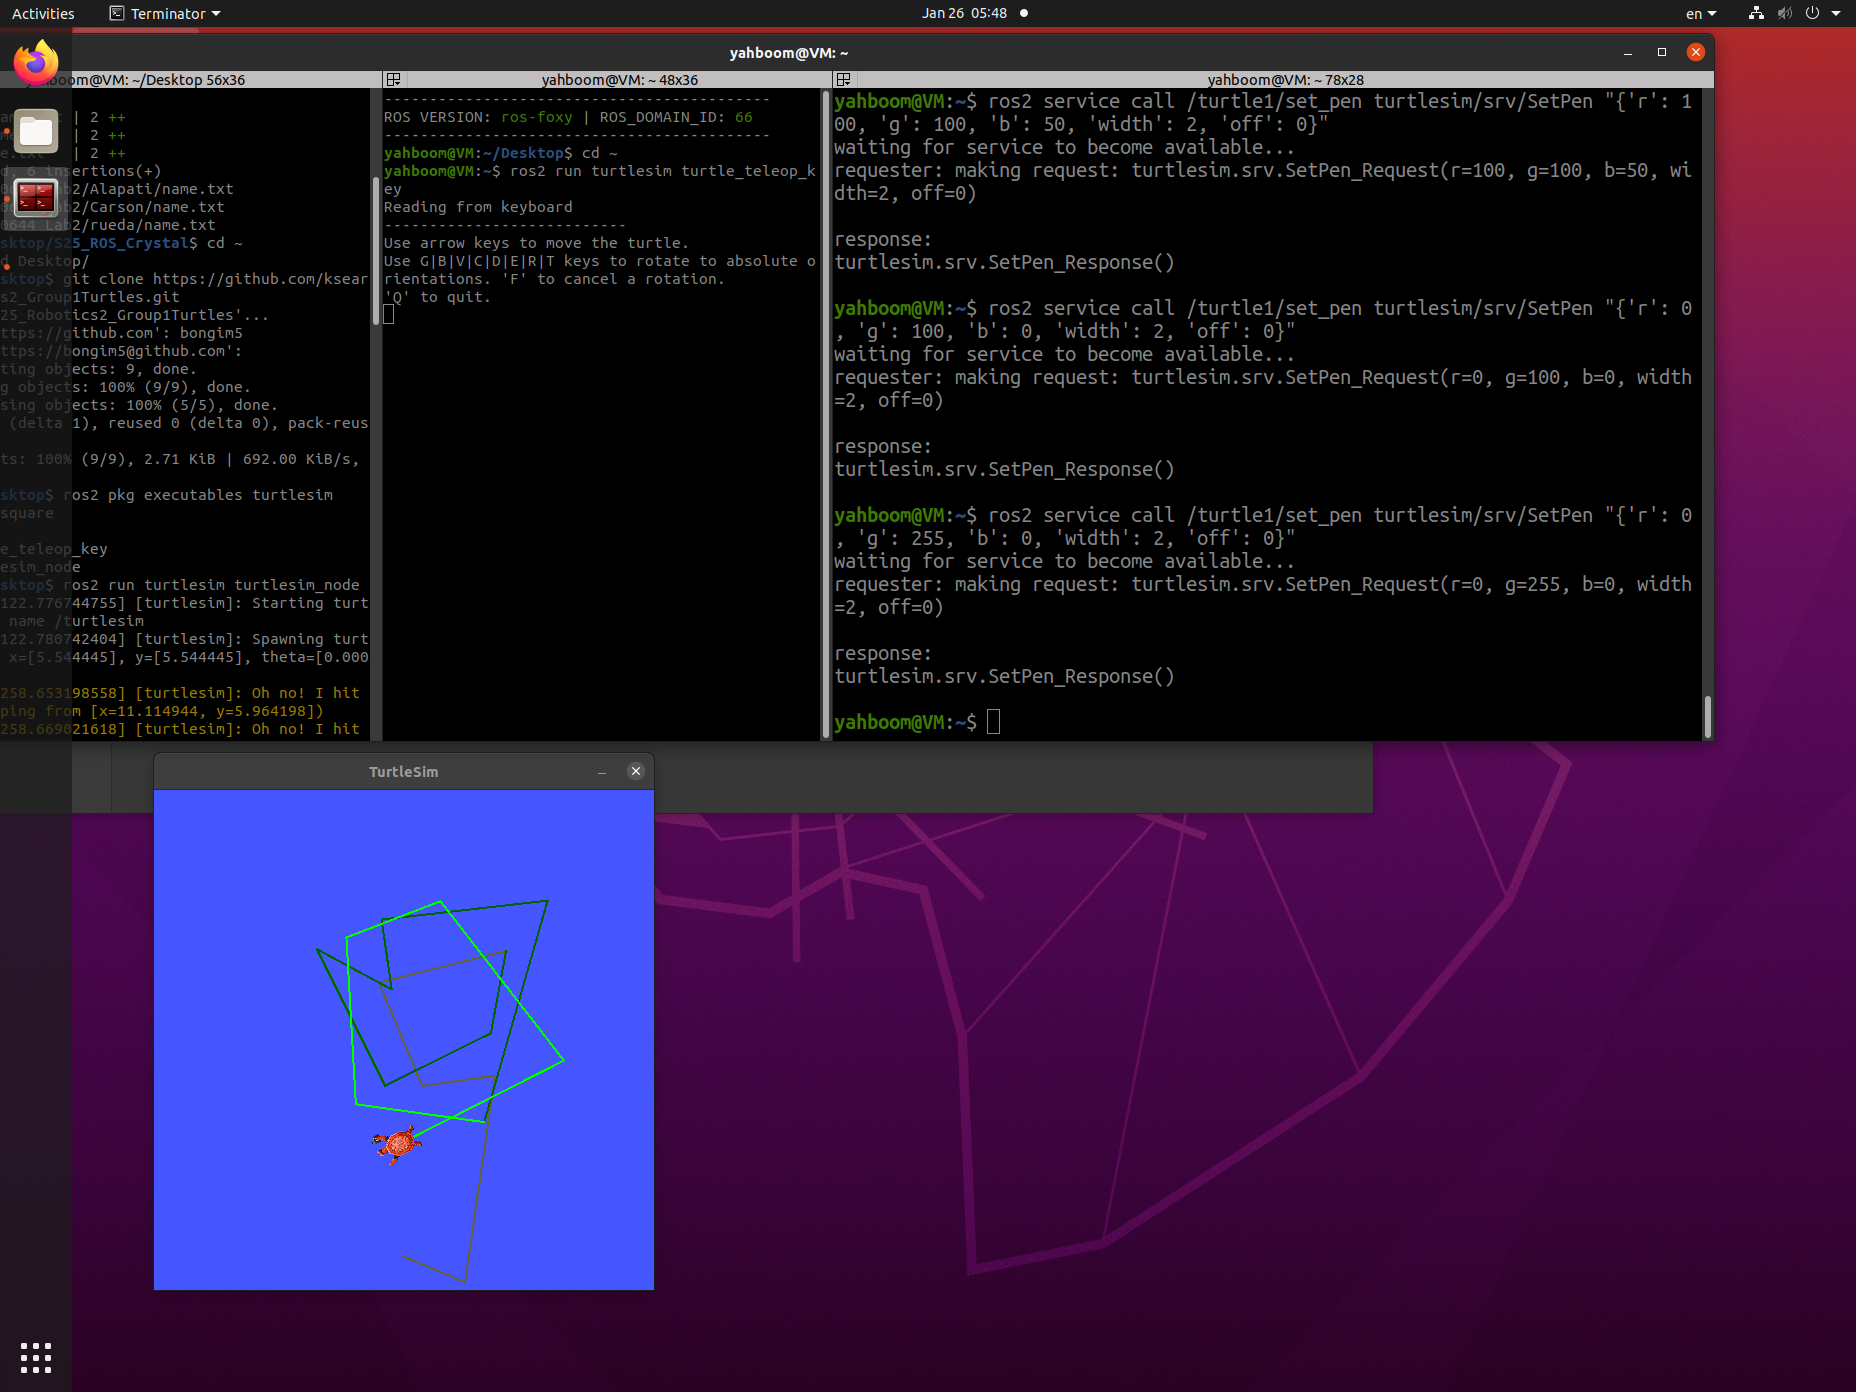 Activities
Terminator
Jan 26 05:48
en
yahboom@VM: ~
boom@VM: ~/Desktop 56x36
| 2 ++
| 2 ++
e.txt | 2 ++
d, 6 insertions(+)
Lab2/Alapati/name.txt
Lab2/Carson/name.txt
0644 Lab2/rueda/name.txt
sktop/S25_ROS_Crystal$ cd ~
d Desktop/
sktop$ git clone https://github.com/ksear
s2_Group1Turtles.git
25_Robotics2_Group1Turtles'...
ttps://github.com': bongim5
ttps://bongim5@github.com':
ting objects: 9, done.
g objects: 100% (9/9), done.
sing objects: 100% (5/5), done.
(delta 1), reused 0 (delta 0), pack-reus
ts: 100% (9/9), 2.71 KiB | 692.00 KiB/s,
sktop$ ros2 pkg executables turtlesim
square
e_teleop_key
esim_node
sktop$ ros2 run turtlesim turtlesim_node
122.776744755] [turtlesim]: Starting turt
name /turtlesim
122.780742404] [turtlesim]: Spawning turt
x=[5.544445], y=[5.544445], theta=[0.000
258.653198558] [turtlesim]: Oh no! I hit
ping from [x=11.114944, y=5.964198])
258.669021618] [turtlesim]: Oh no! I hit
yahboom@VM: ~ 48x36
-------------------------------------------
ROS VERSION: ros-foxy | ROS_DOMAIN_ID: 66
-------------------------------------------
yahboom@VM:~/Desktop$ cd ~
yahboom@VM:~$ ros2 run turtlesim turtle_teleop_k
ey
Reading from keyboard
---------------------------
Use arrow keys to move the turtle.
Use G|B|V|C|D|E|R|T keys to rotate to absolute o
rientations. 'F' to cancel a rotation.
'Q' to quit.
yahboom@VM: ~ 78x28
yahboom@VM:~$ ros2 service call /turtle1/set_pen turtlesim/srv/SetPen "{'r': 1
00, 'g': 100, 'b': 50, 'width': 2, 'off': 0}"
waiting for service to become available...
requester: making request: turtlesim.srv.SetPen_Request(r=100, g=100, b=50, wi
dth=2, off=0)
response:
turtlesim.srv.SetPen_Response()
yahboom@VM:~$ ros2 service call /turtle1/set_pen turtlesim/srv/SetPen "{'r': 0
, 'g': 100, 'b': 0, 'width': 2, 'off': 0}"
waiting for service to become available...
requester: making request: turtlesim.srv.SetPen_Request(r=0, g=100, b=0, width
=2, off=0)
response:
turtlesim.srv.SetPen_Response()
yahboom@VM:~$ ros2 service call /turtle1/set_pen turtlesim/srv/SetPen "{'r': 0
, 'g': 255, 'b': 0, 'width': 2, 'off': 0}"
waiting for service to become available...
requester: making request: turtlesim.srv.SetPen_Request(r=0, g=255, b=0, width
=2, off=0)
response:
turtlesim.srv.SetPen_Response()
yahboom@VM:~$
TurtleSim